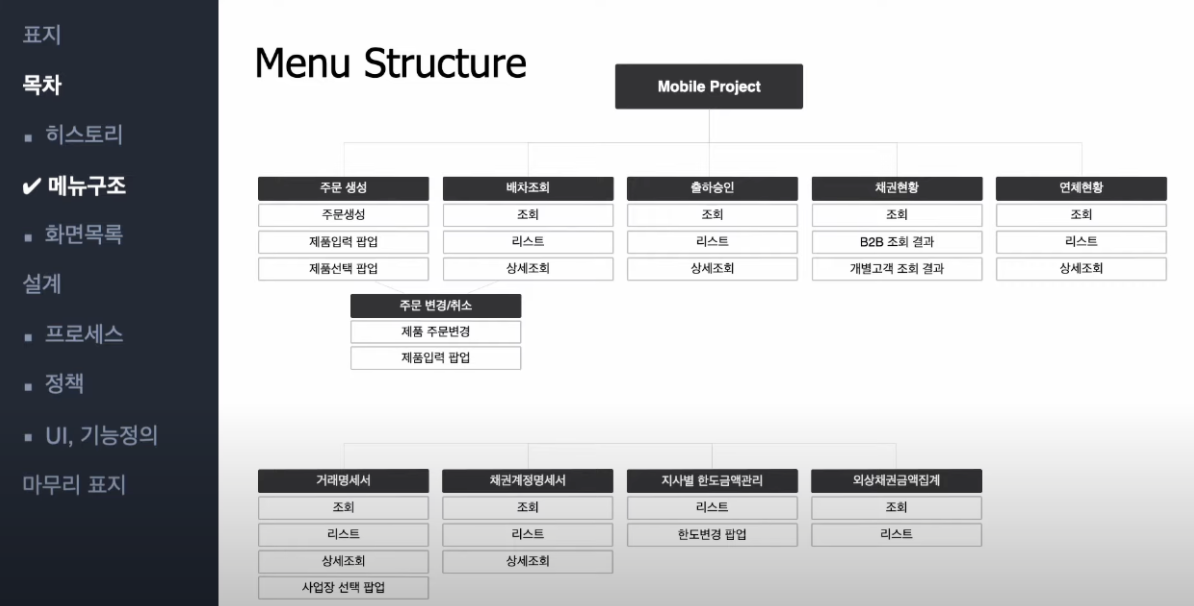 표지
목차
▪ 히스토리
✔ 메뉴구조
▪ 화면목록
설계
▪ 프로세스
▪ 정책
▪ UI, 기능정의
마무리 표지
Menu Structure
Mobile Project
주문 생성
주문생성
제품입력 팝업
제품선택 팝업
배차조회
조회
리스트
상세조회
출하승인
조회
리스트
상세조회
채권현황
조회
B2B 조회 결과
개별고객 조회 결과
연체현황
조회
리스트
상세조회
주문 변경/취소
제품 주문변경
제품입력 팝업
거래명세서
조회
리스트
상세조회
사업장 선택 팝업
채권계정명세서
조회
리스트
상세조회
지사별 한도금액관리
리스트
한도변경 팝업
외상채권금액집계
조회
리스트